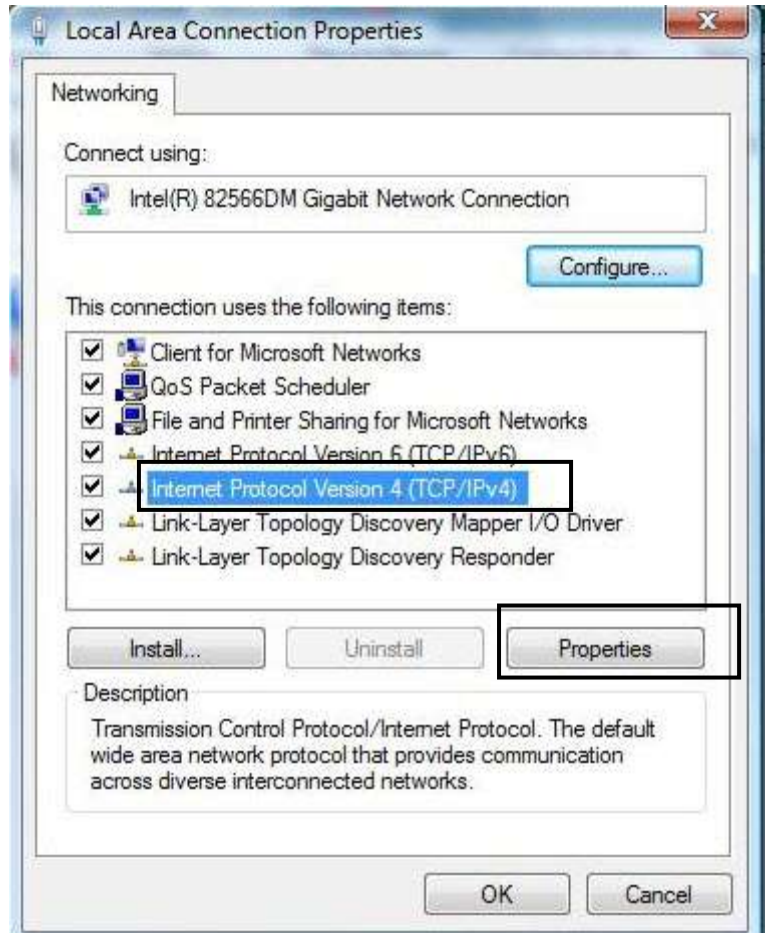 Local Area Connection Properties
Networking
Connect using:
Intel(R) 82566DM Gigabit Network Connection
Configure...
This connection uses the following items:
Client for Microsoft Networks
QoS Packet Scheduler
File and Printer Sharing for Microsoft Networks
Internet Protocol Version 6 (TCP/IPv6)
Internet Protocol Version 4 (TCP/IPv4)
Link-Layer Topology Discovery Mapper I/O Driver
Link-Layer Topology Discovery Responder
Install... Uninstall Properties
Description
Transmission Control Protocol/Internet Protocol. The default
wide area network protocol that provides communication
across diverse interconnected networks.
OK Cancel